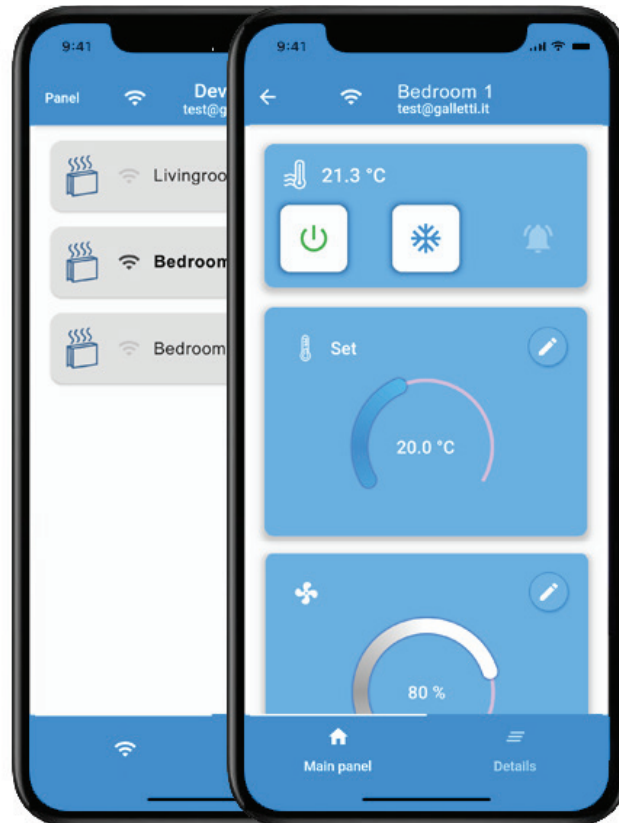 9:41
Panel
Dev
test@g
Livingroo
Bedroom
Bedroom
9:41
Bedroom 1
test@galletti.it
21.3 °C
Set
20.0 °C
80 %
Main panel
Details